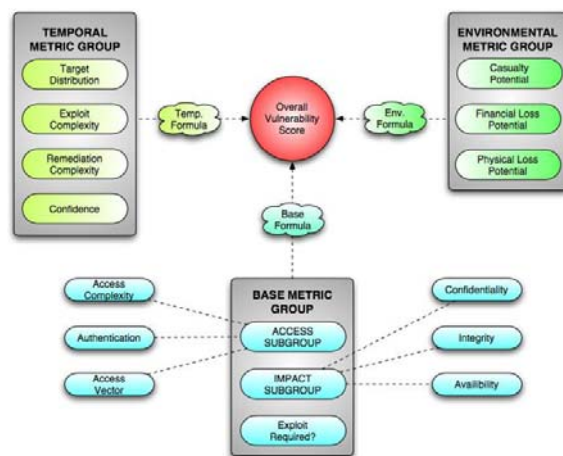 TEMPORAL
METRIC GROUP
Target
Distribution
Exploit
Complexity
Remediation
Complexity
Confidence
Temp.
Formula
Overall
Vulnerability
Score
Env.
Formula
ENVIRONMENTAL
METRIC GROUP
Casualty
Potential
Financial Loss
Potential
Physical Loss
Potential
Base
Formula
Access
Complexity
Authentication
Access
Vector
BASE METRIC
GROUP
ACCESS
SUBGROUP
IMPACT
SUBGROUP
Exploit
Required?
Confidentiality
Integrity
Availibility